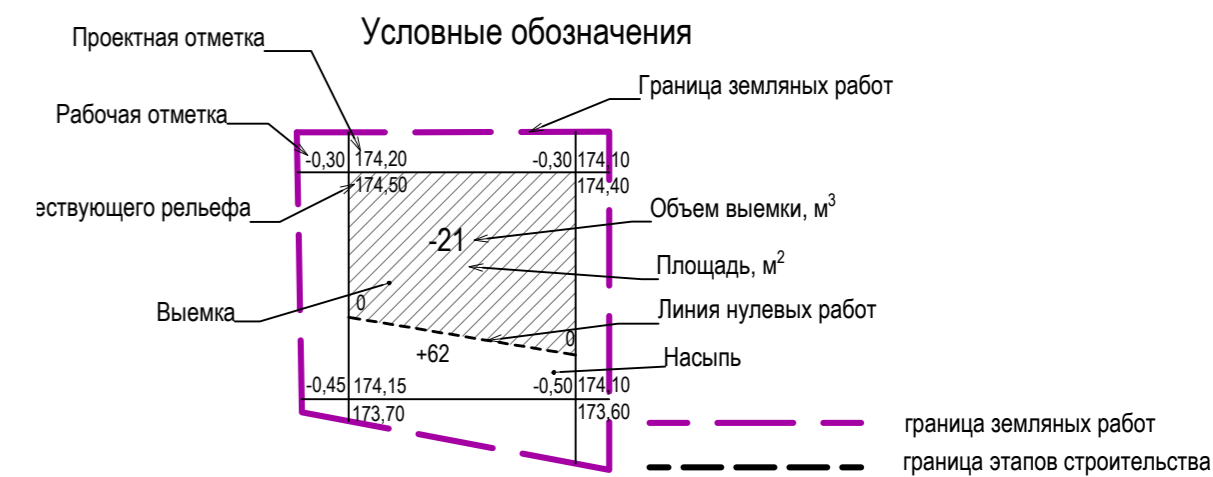 Условные обозначения
Проектная отметка
Граница земляных работ
Рабочая отметка
-0,30 174,20 -0,30 174,10
174,50 174,40
ествующего рельефа
Объем выемки, м³
-21
Площадь, м²
Выемка
0
Линия нулевых работ
0
+62
Насыпь
-0,45 174,15 -0,50 174,10
173,70 173,60
граница земляных работ
граница этапов строительства